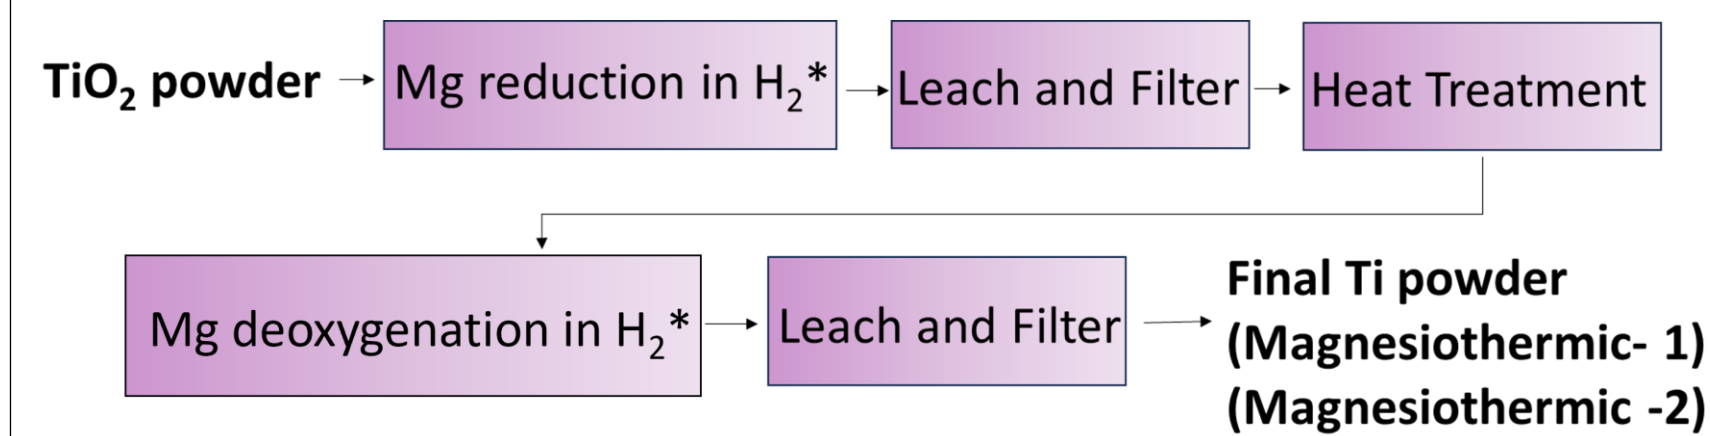 TiO₂ powder
Mg reduction in H₂*
Leach and Filter
Heat Treatment
Mg deoxygenation in H₂*
Leach and Filter
Final Ti powder
(Magnesiothermic- 1)
(Magnesiothermic -2)